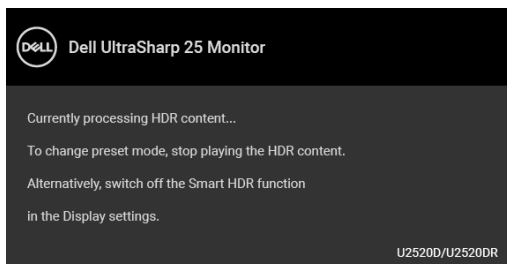 DELL Dell UltraSharp 25 Monitor
Currently processing HDR content...
To change preset mode, stop playing the HDR content.
Alternatively, switch off the Smart HDR function
in the Display settings.
U2520D/U2520DR